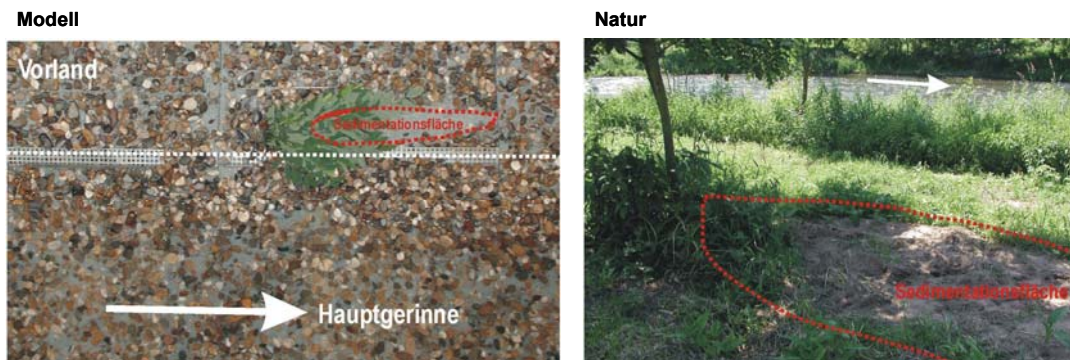 Modell
Natur
Vorland
Sedimentationsfläche
Hauptgerinne
Sedimentationsfläche